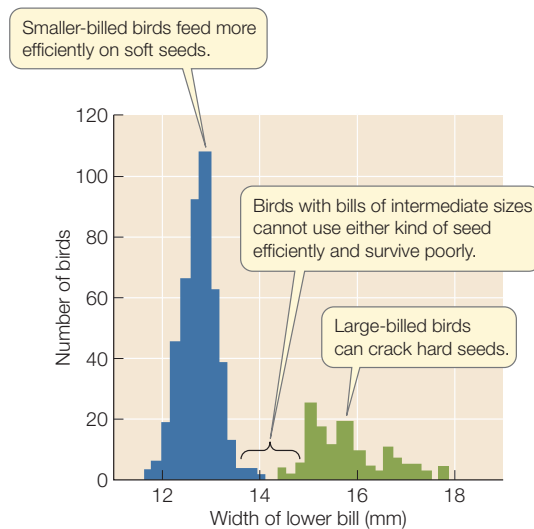 Smaller-billed birds feed more
efficiently on soft seeds.
120
100
80
60
40
20
0
Number of birds
Birds with bills of intermediate sizes
cannot use either kind of seed
efficiently and survive poorly.
Large-billed birds
can crack hard seeds.
12
14
16
18
Width of lower bill (mm)